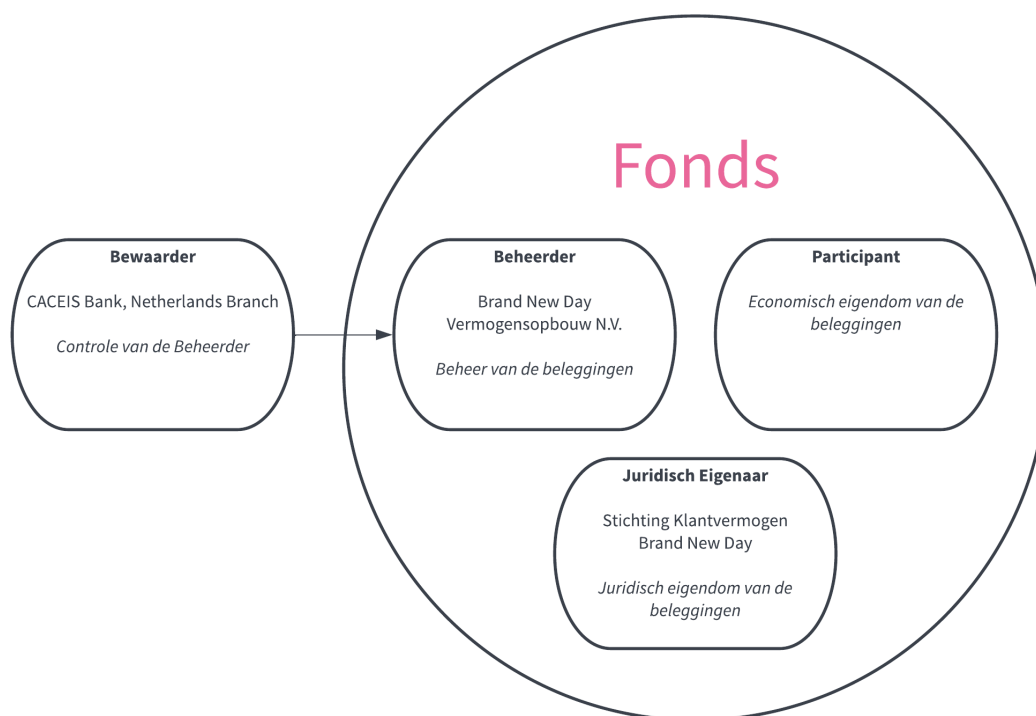 Fonds
Bewaarder
CACEIS Bank, Netherlands Branch
Controle van de Beheerder
Beheerder
Brand New Day
Vermogensopbouw N.V.
Beheer van de beleggingen
Participant
Economisch eigendom van de
beleggingen
Juridisch Eigenaar
Stichting Klantvermogen
Brand New Day
Juridisch eigendom van de
beleggingen